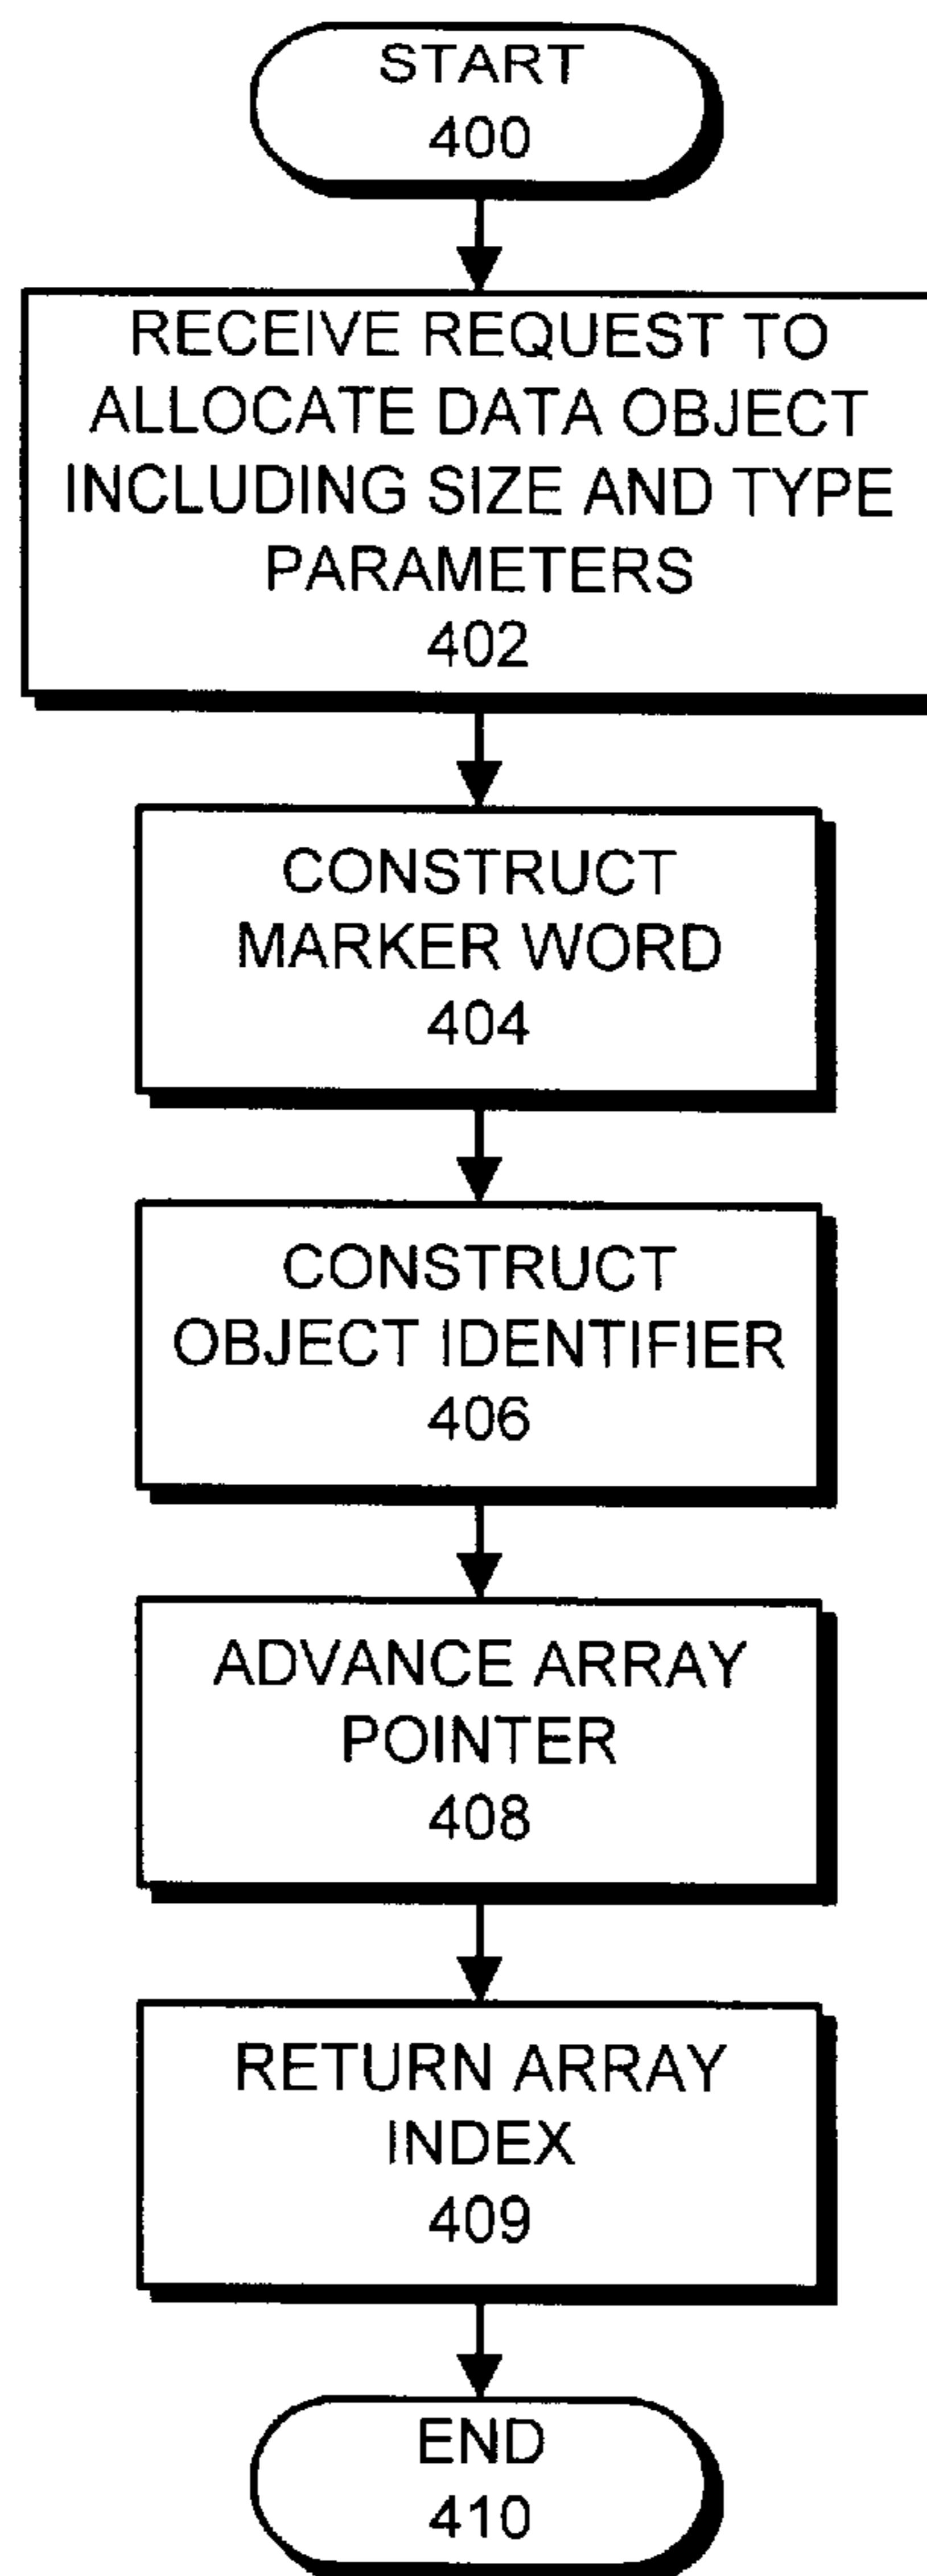 START
400
RECEIVE REQUEST TO
ALLOCATE DATA OBJECT
INCLUDING SIZE AND TYPE
PARAMETERS
402
CONSTRUCT
MARKER WORD
404
CONSTRUCT
OBJECT IDENTIFIER
406
ADVANCE ARRAY
POINTER
408
RETURN ARRAY
INDEX
409
END
410